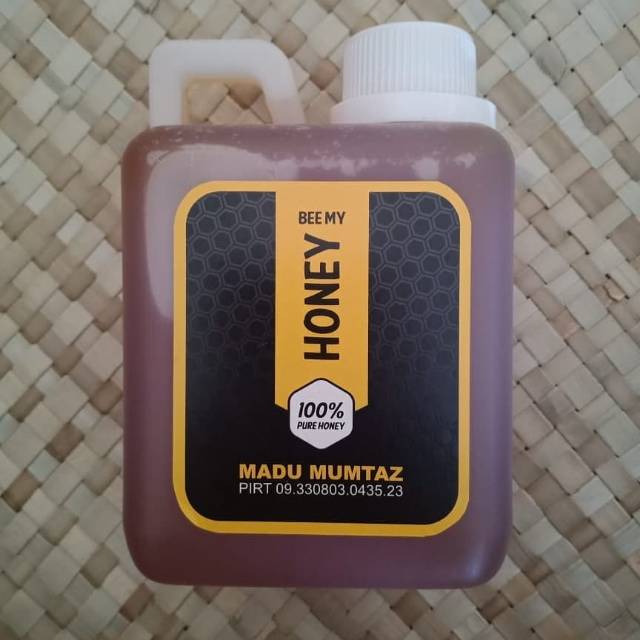 BEE MY
HONEY
100%
PURE HONEY
MADU MUMTAZ
PIRT 09.330803.0435.23